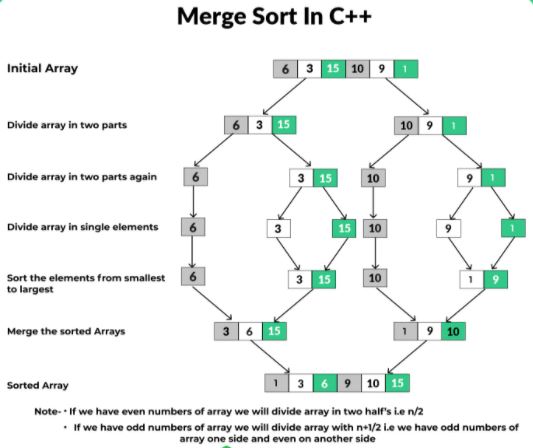 Merge Sort In C++
Initial Array
6 3 15 10 9 1
Divide array in two parts
6 3 15 10 9 1
Divide array in two parts again
6 3 15 10 9 1
Divide array in single elements
6 3 15 10 9 1
Sort the elements from smallest
to largest
6 3 15 10 1 9
Merge the sorted Arrays
3 6 15 1 9 10
Sorted Array
1 3 6 9 10 15
Note- • If we have even numbers of array we will divide array in two half's i.e n/2
• If we have odd numbers of array we will divide array with n+1/2 i.e we have odd numbers of
array one side and even on another side